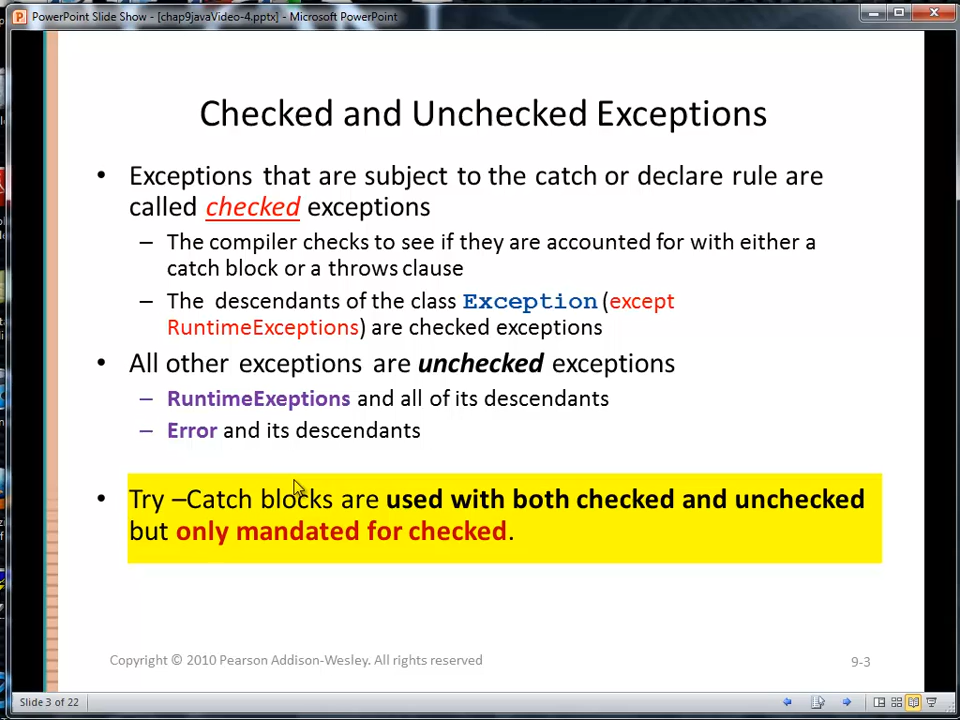 PowerPoint Slide Show - [chap9javaVideo-4.pptx] - Microsoft PowerPoint
Checked and Unchecked Exceptions
• Exceptions that are subject to the catch or declare rule are
called checked exceptions
– The compiler checks to see if they are accounted for with either a
catch block or a throws clause
– The descendants of the class Exception (except
RuntimeExceptions) are checked exceptions
• All other exceptions are unchecked exceptions
– RuntimeExeptions and all of its descendants
– Error and its descendants
• Try –Catch blocks are used with both checked and unchecked
but only mandated for checked.
Copyright © 2010 Pearson Addison-Wesley. All rights reserved
9-3
Slide 3 of 22